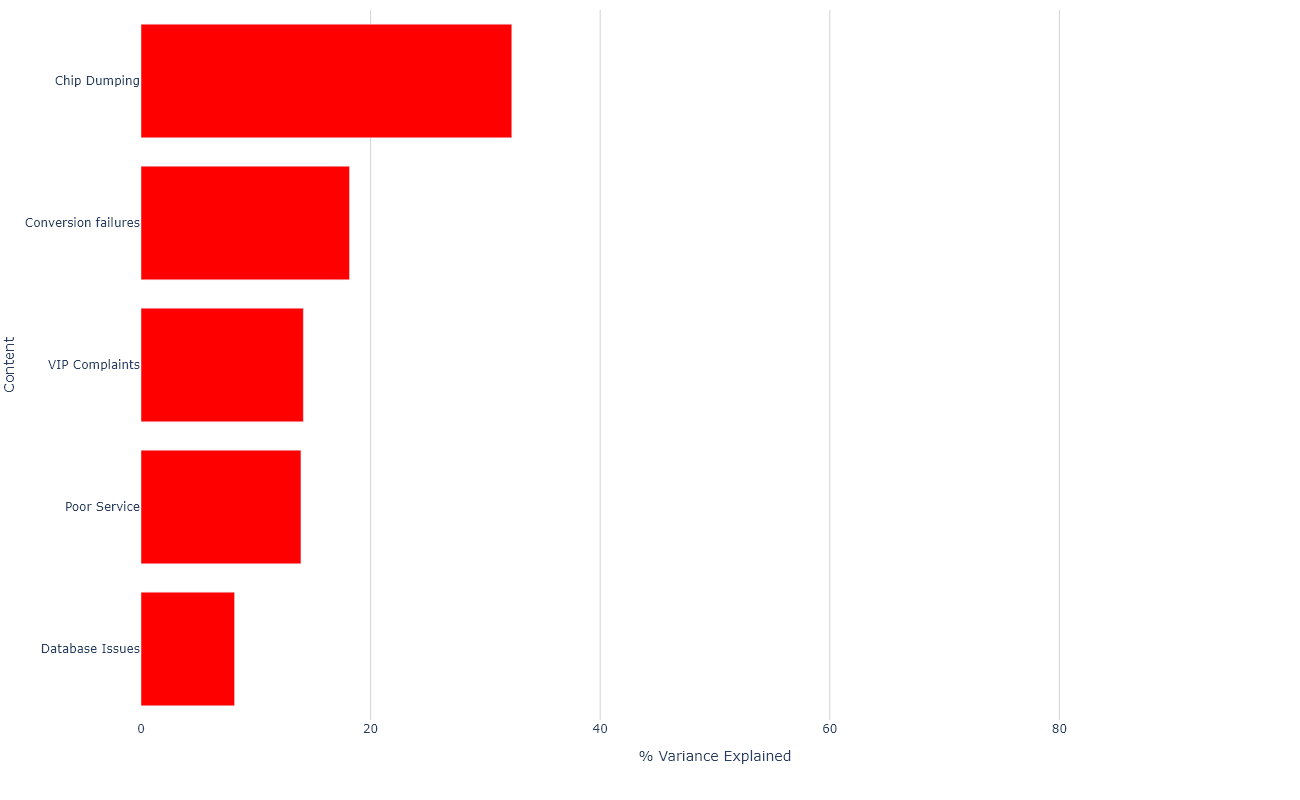 Chip Dumping
Conversion failures
VIP Complaints
Poor Service
Database Issues
Content
0 20 40 60 80
% Variance Explained